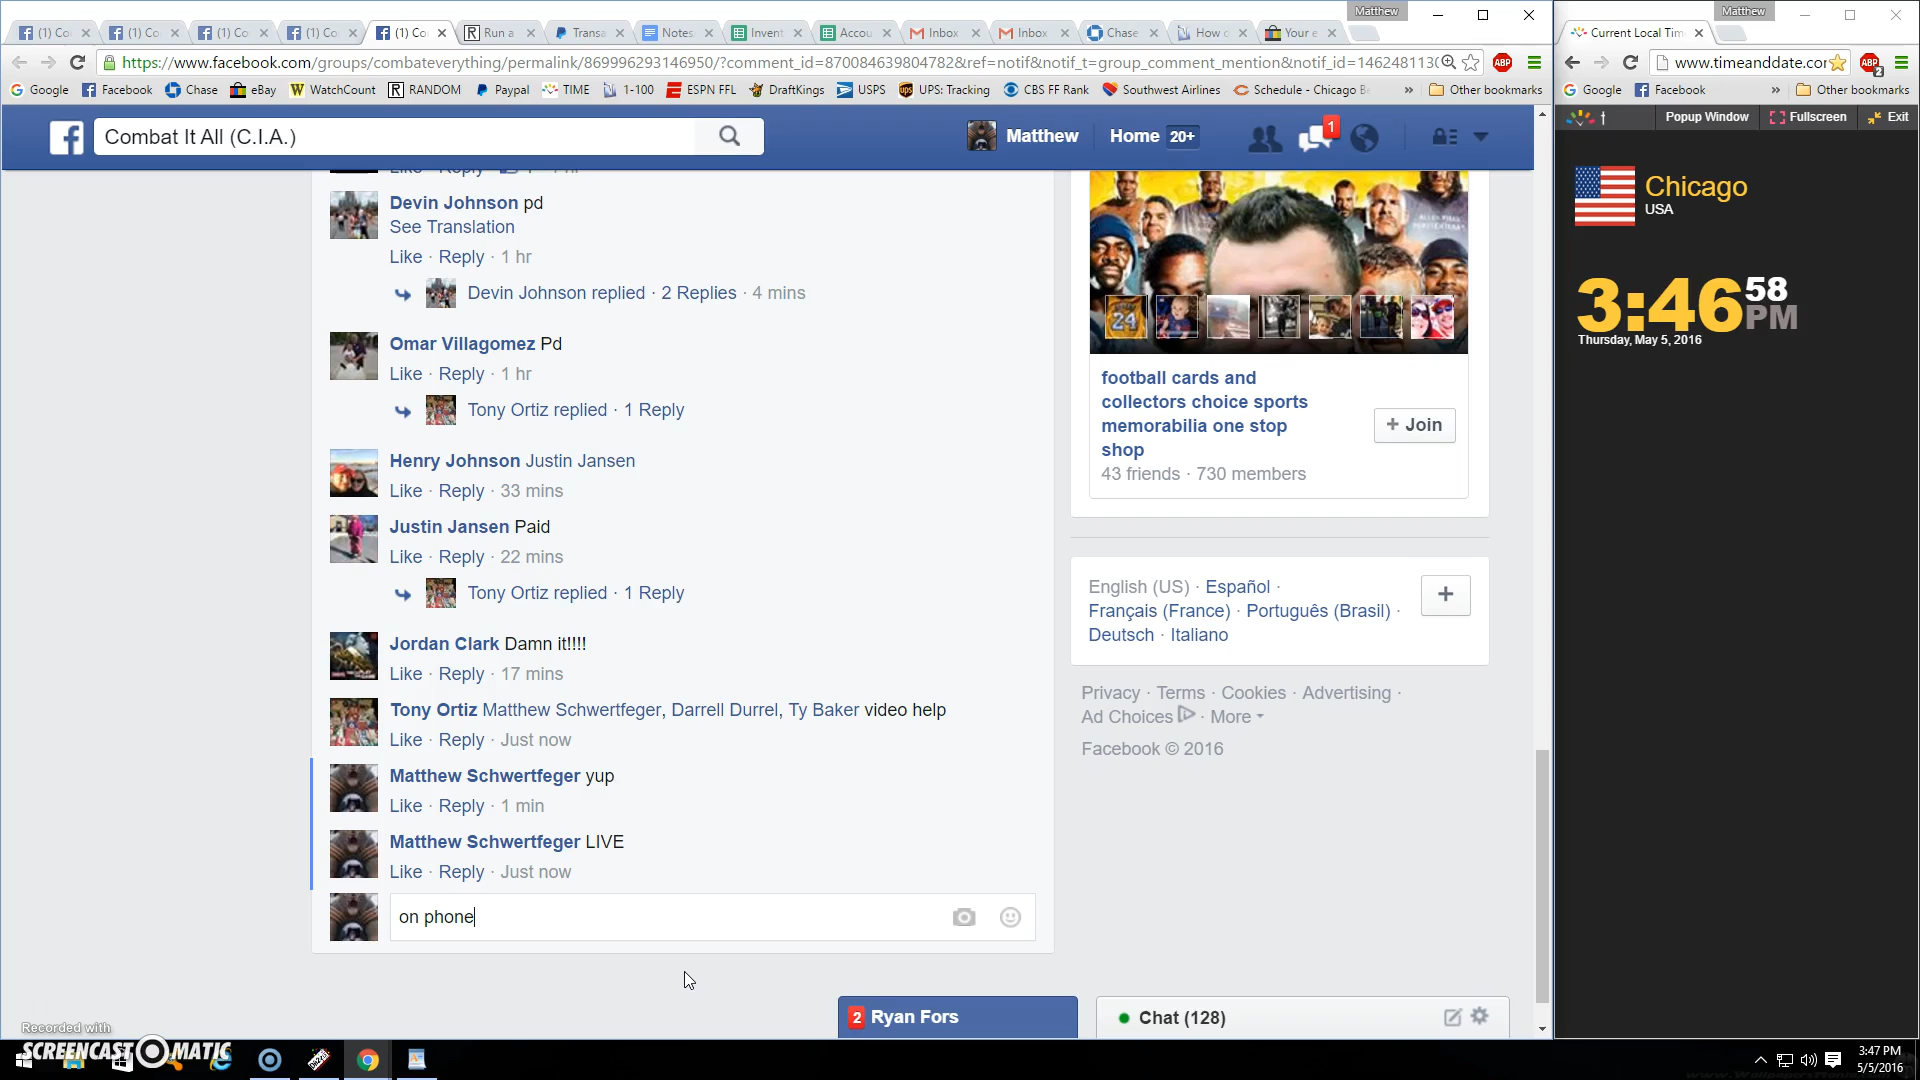 Matthew
Matthew
(1) Co
(1) Co
(1) Co
(1) Co
(1) Co
Run a
Transa
Notes
Invent
Accou
Inbox
Inbox
Chase
How
Your e
Current Local Tim
https://www.facebook.com/groups/combateverything/permalink/869996293146950/?comment_id=870084639804782&ref=notif&notif_t=group_comment_mention&notif_id=146248113
ABP
www.timeanddate.cor
ABP
2
Google
Facebook
Chase
eBay
WatchCount
RANDOM
Paypal
TIME
1-100
ESPN FFL
DraftKings
USPS
UPS: Tracking
CBS FF Rank
Southwest Airlines
Schedule - Chicago B
»
Other bookmarks
Google
Facebook
»
Other bookmarks
Combat It All (C.I.A.)
Matthew
Home 20+
1
t
Popup Window
Fullscreen
Exit
Like · Reply
Devin Johnson pd
See Translation
Like · Reply · 1 hr
Devin Johnson replied · 2 Replies · 4 mins
Omar Villagomez Pd
Like · Reply · 1 hr
Tony Ortiz replied · 1 Reply
Henry Johnson Justin Jansen
Like · Reply · 33 mins
Justin Jansen Paid
Like · Reply · 22 mins
Tony Ortiz replied · 1 Reply
Jordan Clark Damn it!!!!
Like · Reply · 17 mins
Tony Ortiz Matthew Schwertfeger, Darrell Durrel, Ty Baker video help
Like · Reply · Just now
Matthew Schwertfeger yup
Like · Reply · 1 min
Matthew Schwertfeger LIVE
Like · Reply · Just now
on phone
24
football cards and
collectors choice sports
memorabilia one stop
shop
+ Join
43 friends · 730 members
English (US) · Español ·
Français (France) · Português (Brasil) ·
Deutsch · Italiano
+
Privacy · Terms · Cookies · Advertising ·
Ad Choices · More
Facebook © 2016
Chicago
USA
3:46 58 PM
Thursday, May 5, 2016
2 Ryan Fors
Chat (128)
Recorded with
SCREENCAST-O-MATIC
3:47 PM
5/5/2016